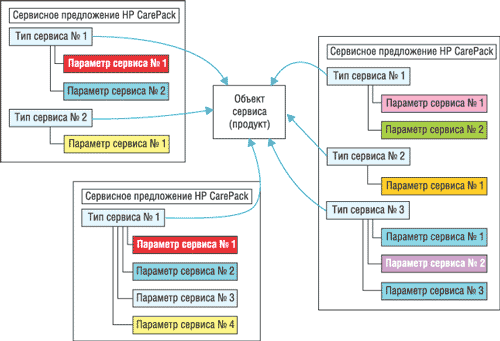 Сервисное предложение HP CarePack
Тип сервиса № 1
Параметр сервиса № 1
Параметр сервиса № 2
Тип сервиса № 2
Параметр сервиса № 1
Объект
сервиса
(продукт)
Сервисное предложение HP CarePack
Тип сервиса № 1
Параметр сервиса № 1
Параметр сервиса № 2
Тип сервиса № 2
Параметр сервиса № 1
Тип сервиса № 3
Параметр сервиса № 1
Параметр сервиса № 2
Параметр сервиса № 3
Сервисное предложение HP CarePack
Тип сервиса № 1
Параметр сервиса № 1
Параметр сервиса № 2
Параметр сервиса № 3
Параметр сервиса № 4